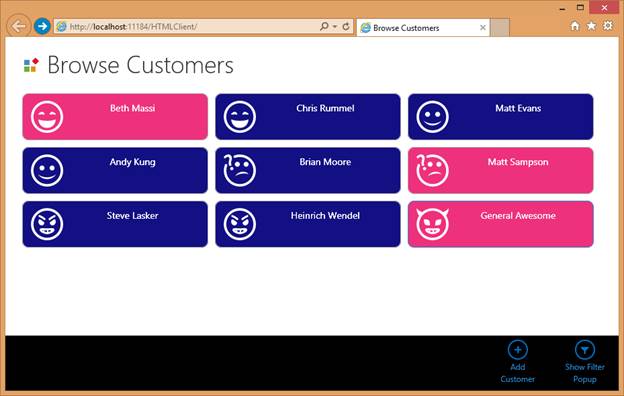 http://localhost:11184/HTMLClient/
Browse Customers
Browse Customers
Beth Massi
Chris Rummel
Matt Evans
Andy Kung
Brian Moore
Matt Sampson
Steve Lasker
Heinrich Wendel
General Awesome
Add
Customer
Show Filter
Popup